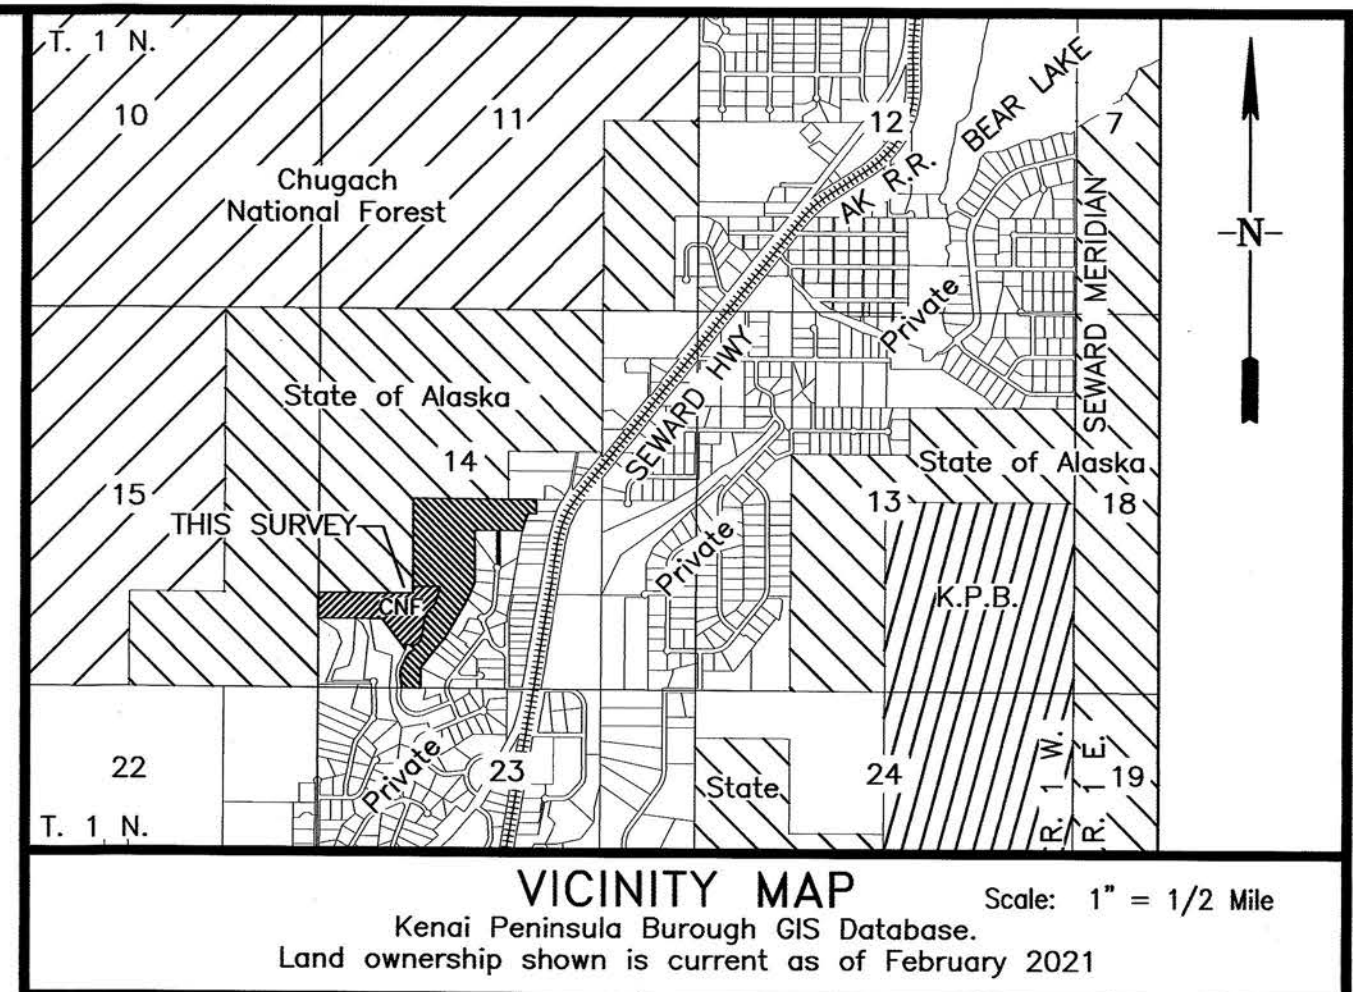 T. 1 N.
10
11
12
7
BEAR LAKE
AK R.R.
Chugach
National Forest
SEWARD MERIDIAN
-N-
Private
State of Alaska
SEWARD HWY
14
15
State of Alaska
13
18
THIS SURVEY
Private
CNF
K.P.B.
22
Private
23
State
24
R. 1 W.
R. 1 E.
19
T. 1 N.
VICINITY MAP
Scale: 1" = 1/2 Mile
Kenai Peninsula Burough GIS Database.
Land ownership shown is current as of February 2021